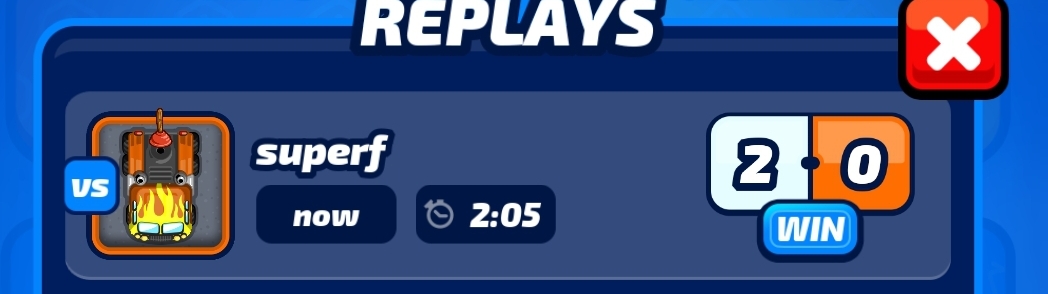 REPLAYS
vs
superf
now
2:05
2 0
WIN